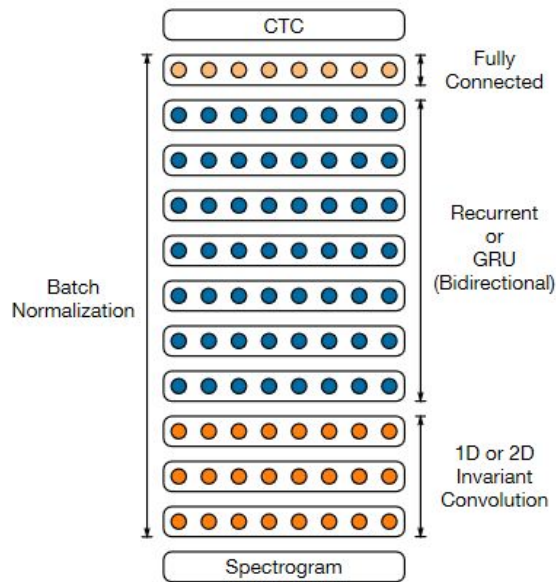 CTC
Fully
Connected
Recurrent
or
GRU
(Bidirectional)
Batch
Normalization
1D or 2D
Invariant
Convolution
Spectrogram